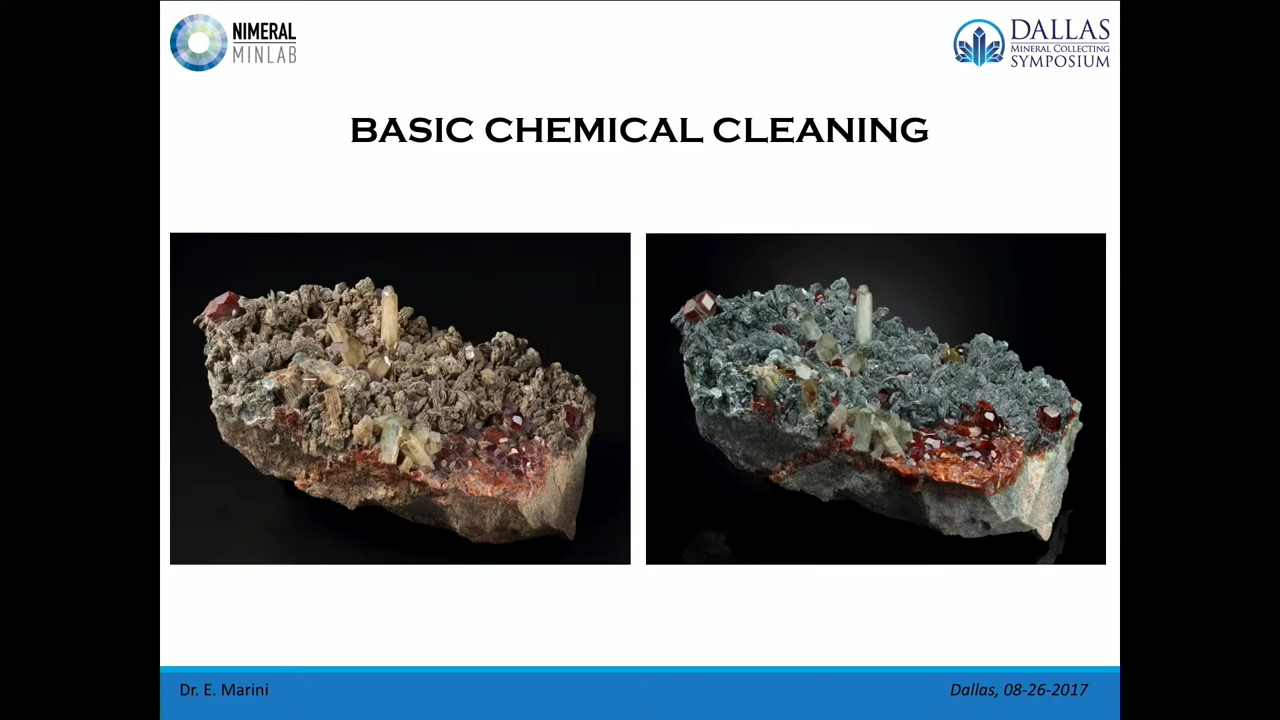 NIMERAL
MINLAB
DALLAS
MINERAL COLLECTING
SYMPOSIUM
BASIC CHEMICAL CLEANING
Dr. E. Marini
Dallas, 08-26-2017